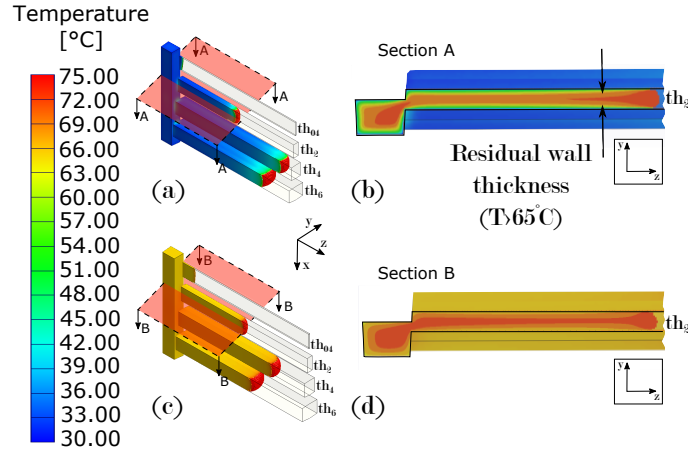 Temperature
[°C]
75.00
72.00
69.00
66.00
63.00
60.00
57.00
54.00
51.00
48.00
45.00
42.00
39.00
36.00
33.00
30.00
A
A
A
A
th04
th2
th4
th6
(a)
Section A
th2
(b)
Residual wall
thickness
(T>65°C)
y
z
y
z
x
B
B
B
B
th04
th2
th4
th6
(c)
Section B
th2
(d)
y
z